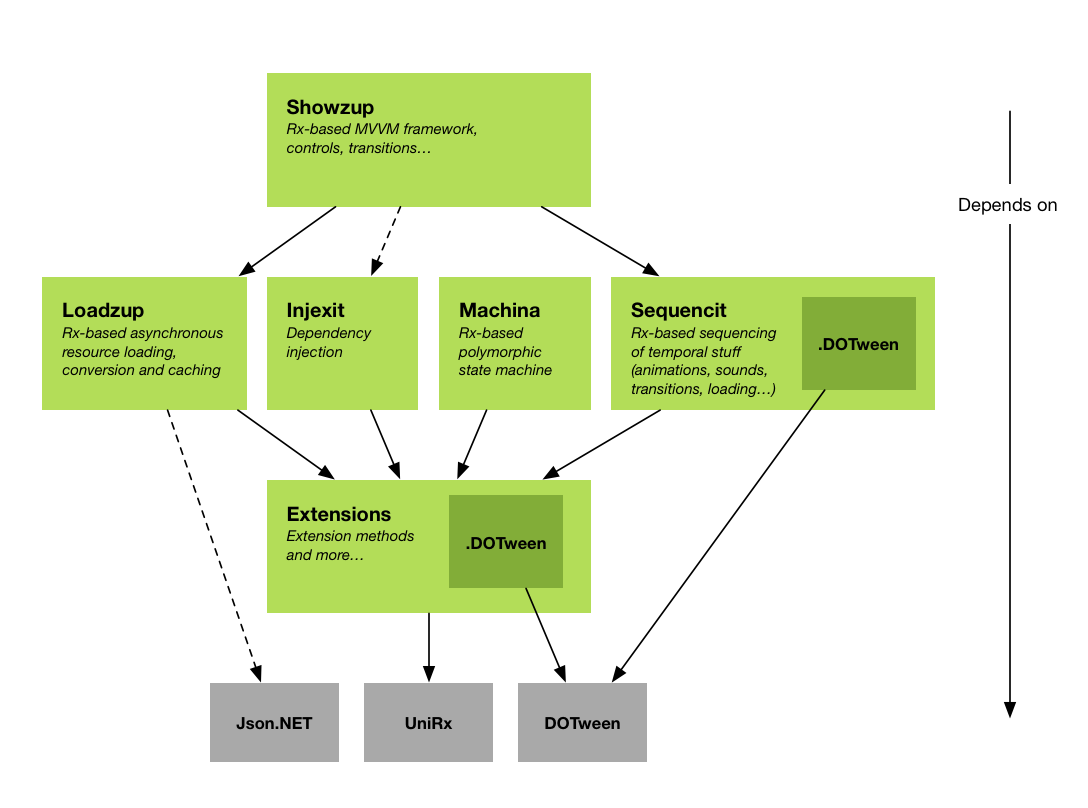 Showzup
Rx-based MVVM framework,
controls, transitions…
Depends on
Loadzup
Rx-based asynchronous
resource loading,
conversion and caching
Injexit
Dependency
injection
Machina
Rx-based
polymorphic
state machine
Sequencit
Rx-based sequencing
of temporal stuff
(animations, sounds,
transitions, loading…)
.DOTween
Extensions
Extension methods
and more…
.DOTween
Json.NET
UniRx
DOTween